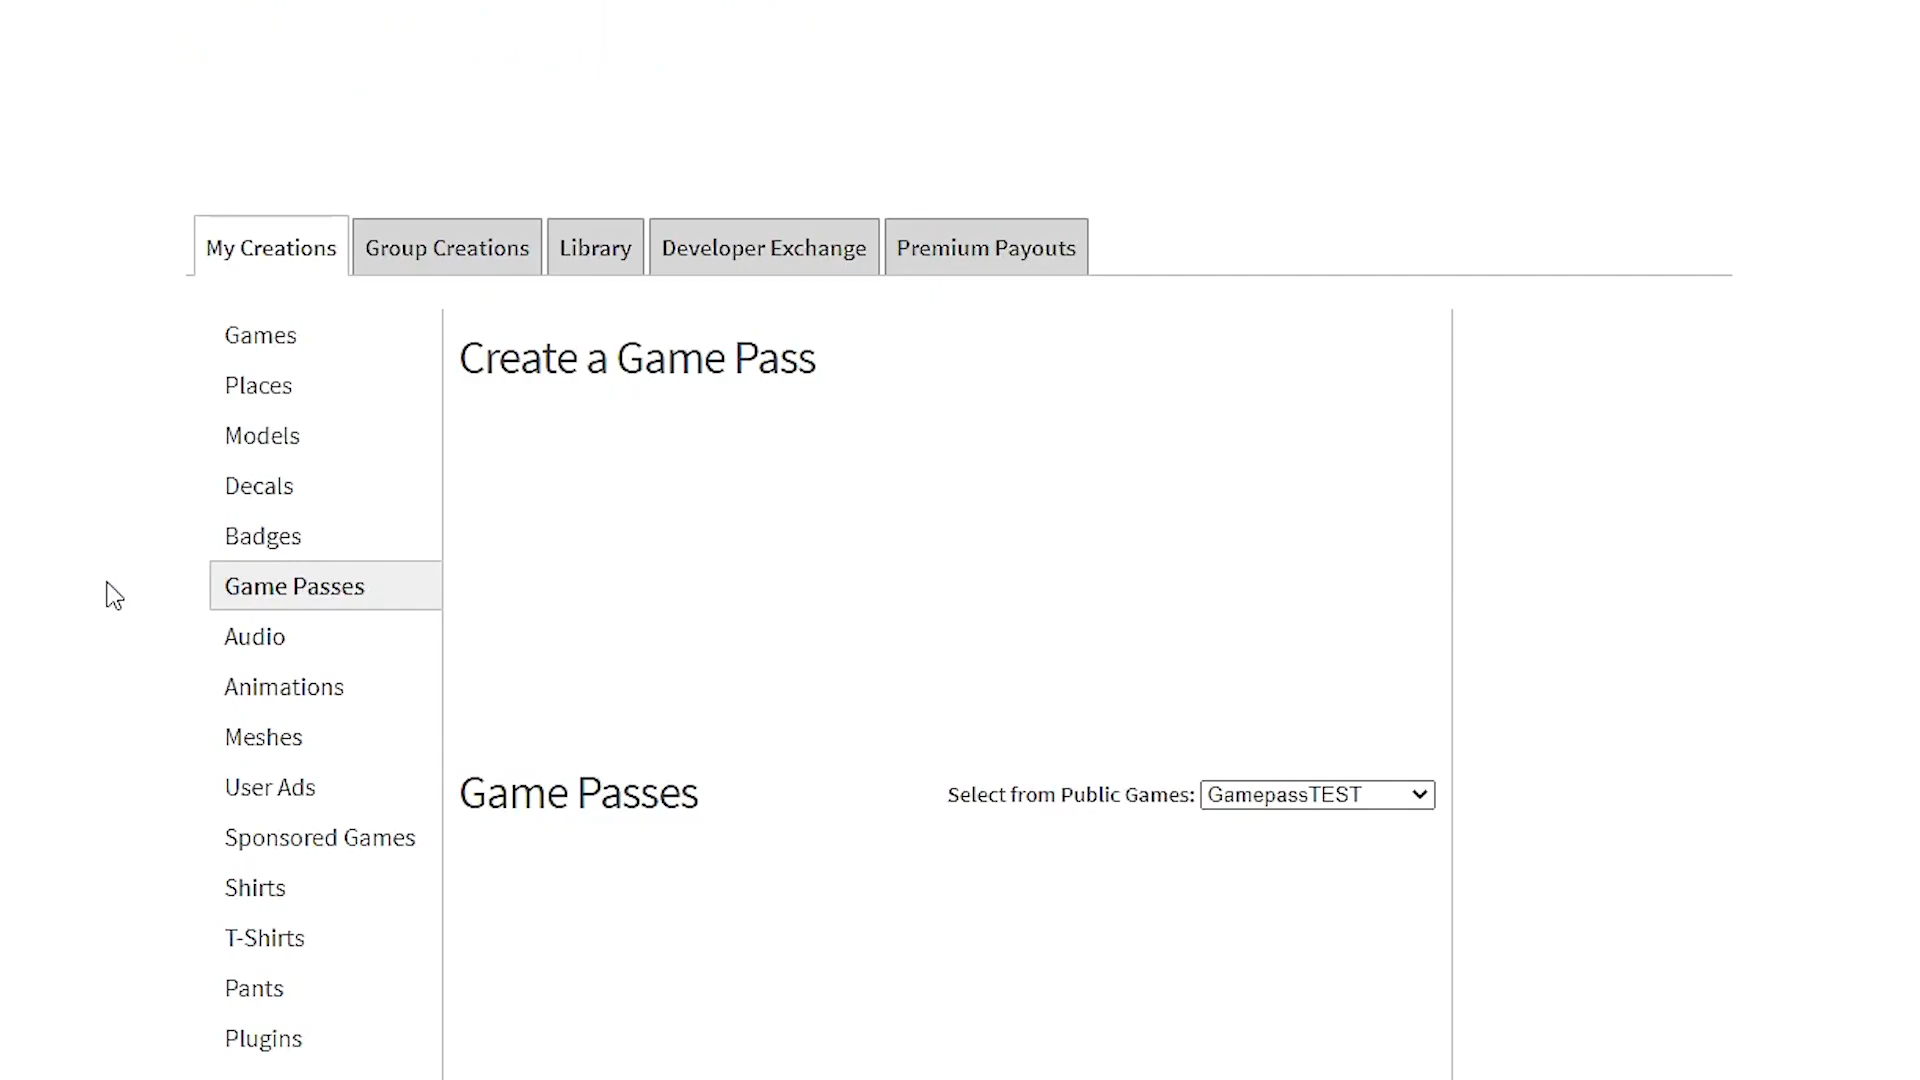 My Creations
Group Creations
Library
Developer Exchange
Premium Payouts
Games
Places
Models
Decals
Badges
Game Passes
Audio
Animations
Meshes
User Ads
Sponsored Games
Shirts
T-Shirts
Pants
Plugins
Create a Game Pass
Game Passes
Select from Public Games: GamepassTEST